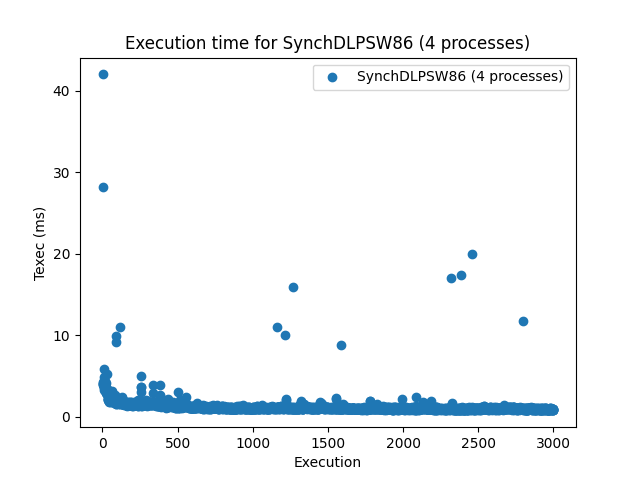 Execution time for SynchDLPSW86 (4 processes)
SynchDLPSW86 (4 processes)
40
30
20
10
0
Texec (ms)
0 500 1000 1500 2000 2500 3000
Execution